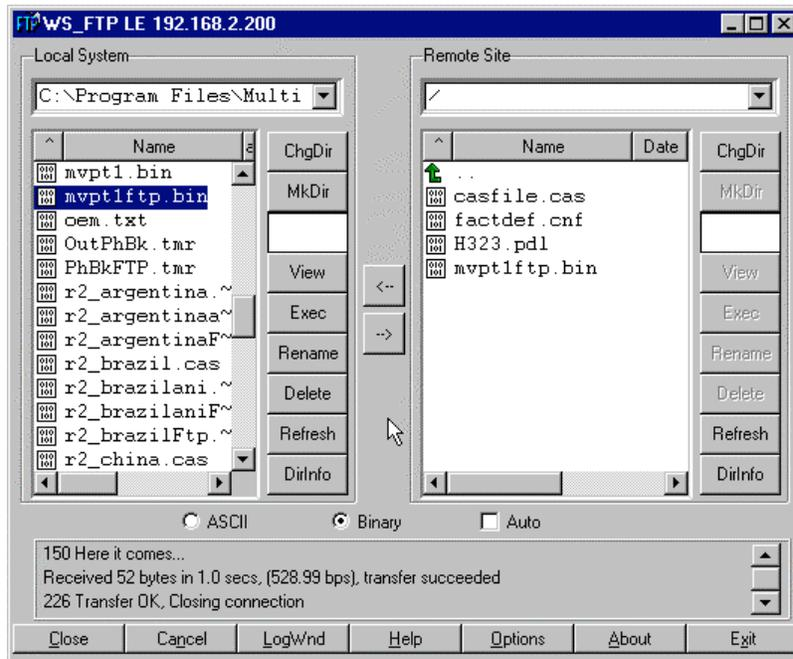 WS_FTP LE 192.168.2.200
Local System
C:\Program Files\Multi
^ Name
mvpt1.bin
mvpt1ftp.bin
oem.txt
OutPhBk.tmr
PhBkFTP.tmr
r2_argentina.~
r2_argentinaa~
r2_argentinaF~
r2_brazil.cas
r2_brazilani.~
r2_brazilaniF~
r2_brazilFtp.~
r2_china.cas
ChgDir
MkDir
View
Exec
Rename
Delete
Refresh
DirInfo
<--
-->
Remote Site
/
^ Name Date
..
casfile.cas
factdef.cnf
H323.pdl
mvpt1ftp.bin
ChgDir
MkDir
View
Exec
Rename
Delete
Refresh
DirInfo
ASCII Binary Auto
150 Here it comes...
Received 52 bytes in 1.0 secs, (528.99 bps), transfer succeeded
226 Transfer OK, Closing connection
Close Cancel LogWnd Help Options About Exit